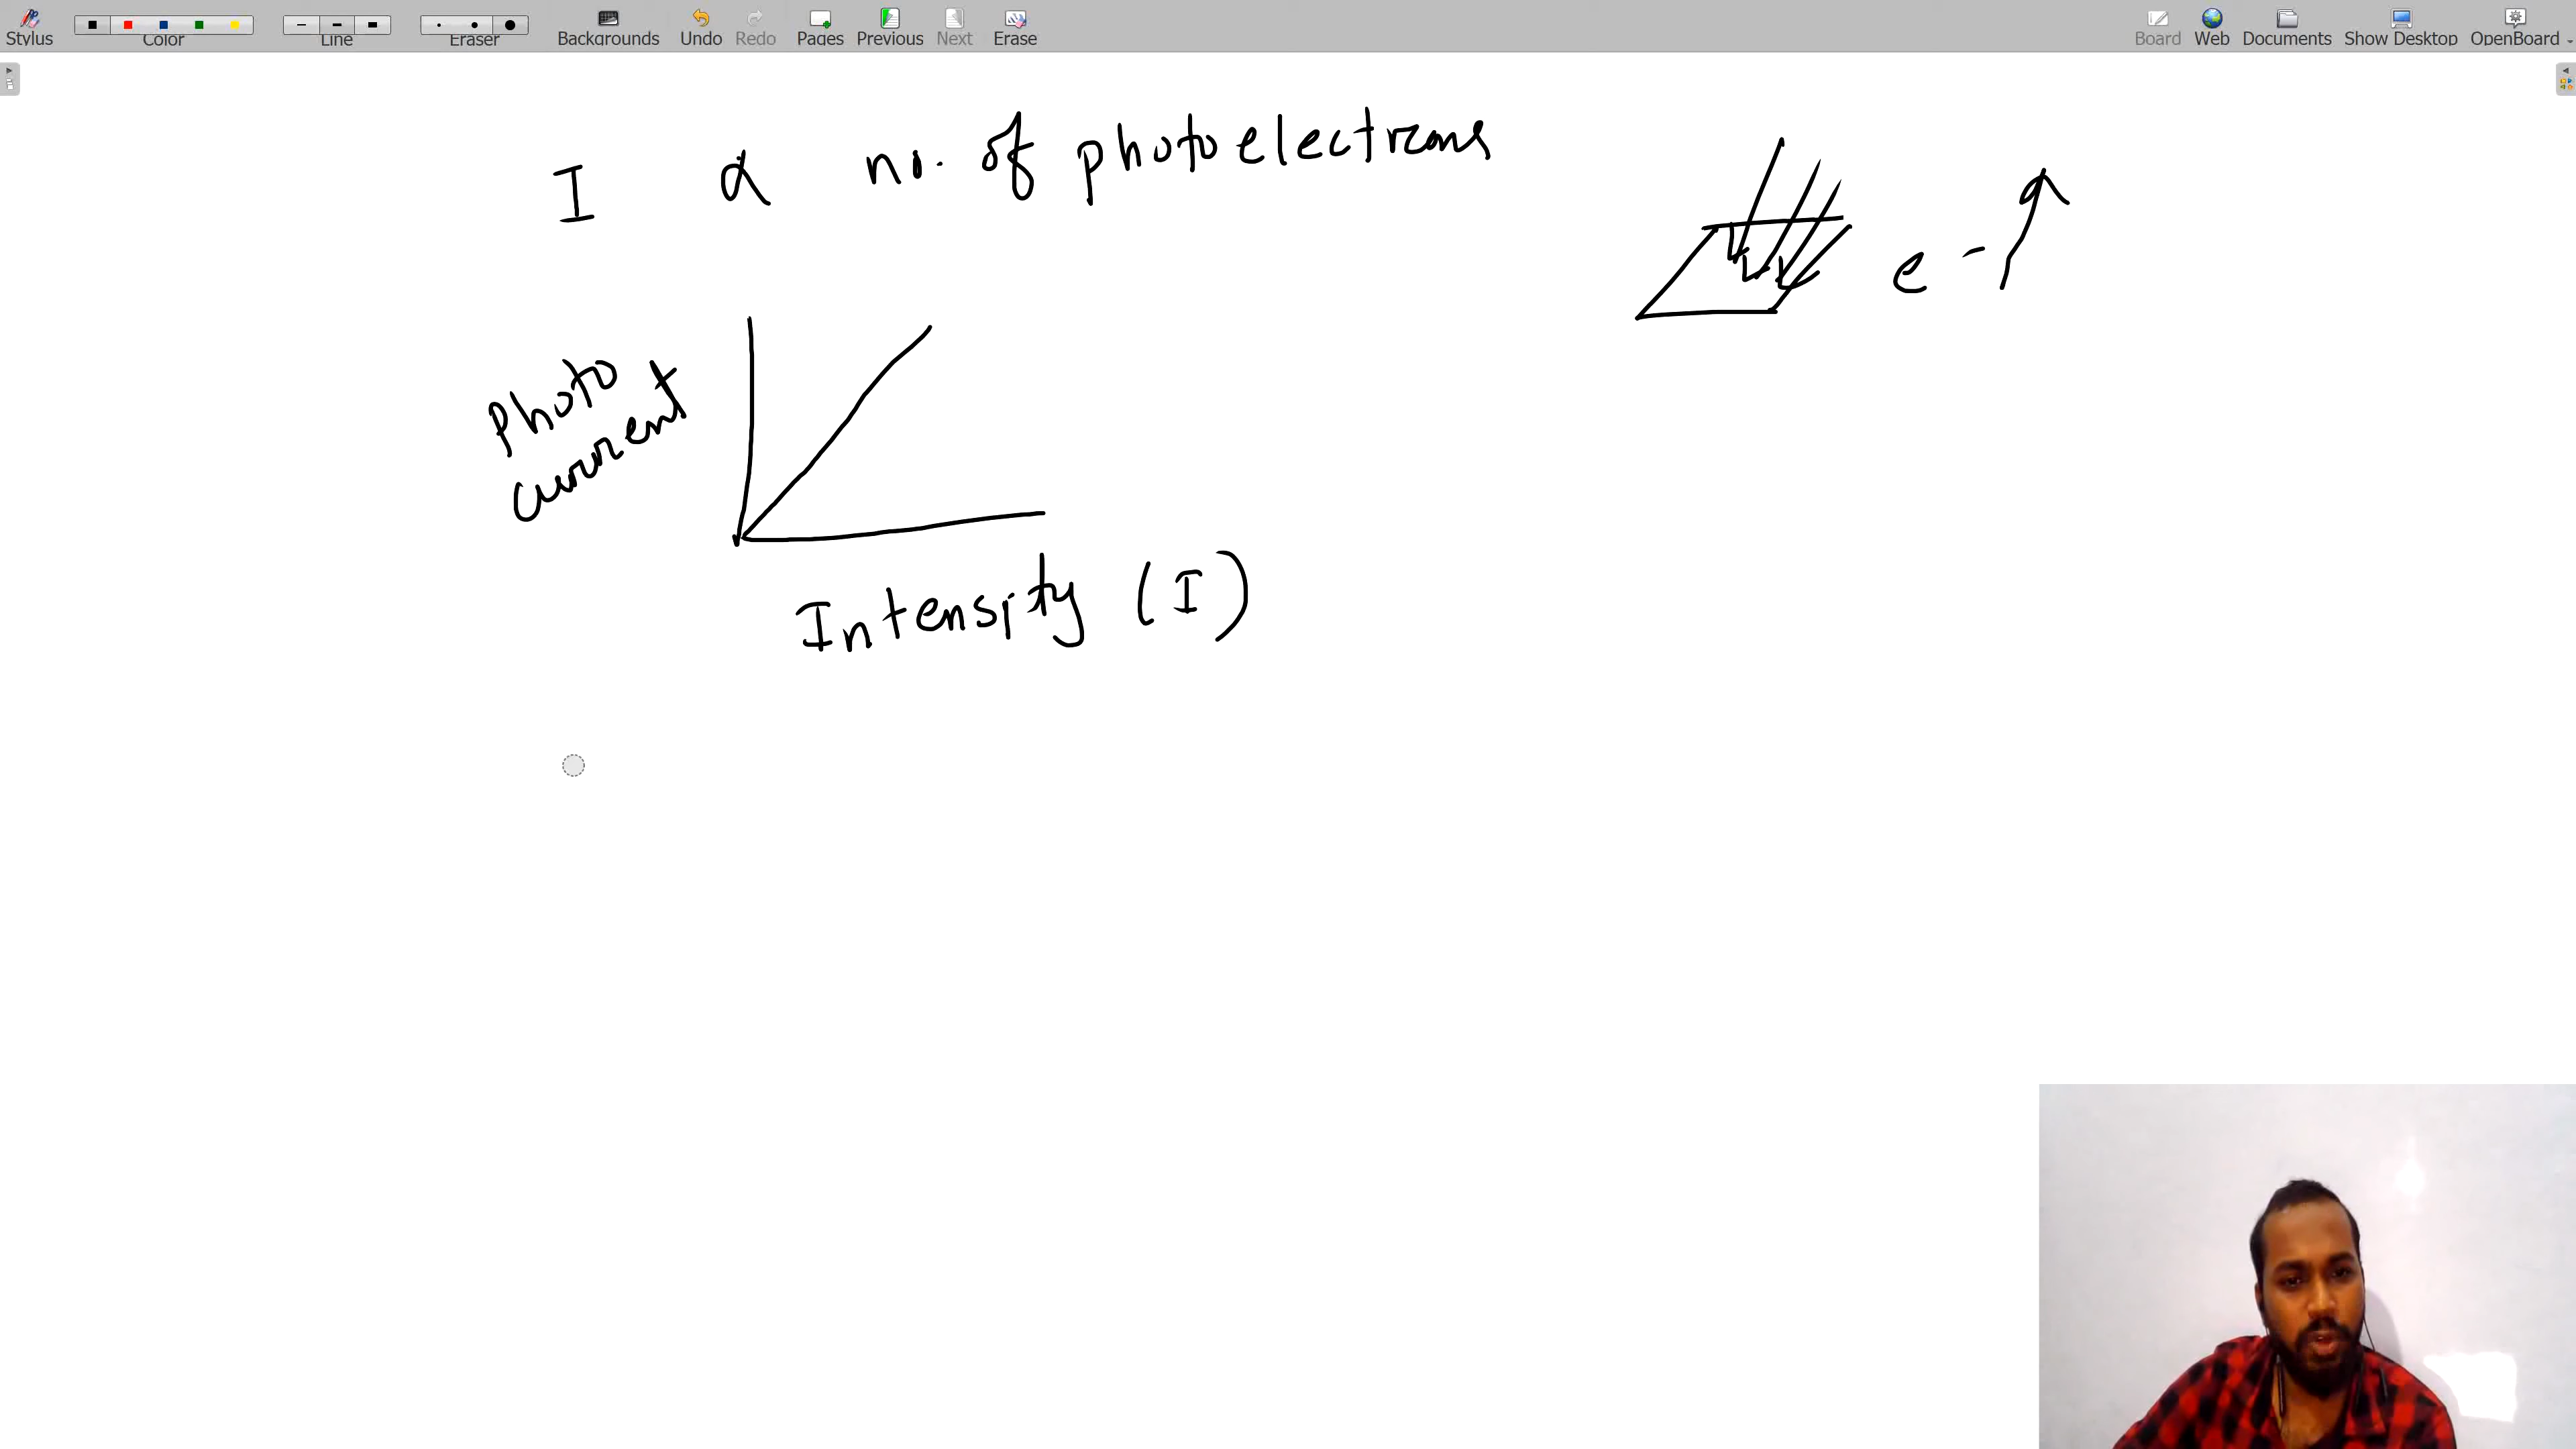 Stylus Color Line Eraser Backgrounds Undo Redo Pages Previous Next Erase Board Web Documents Show Desktop OpenBoard
I α no. of photoelectrons
e -
Photo
current
Intensity (I)